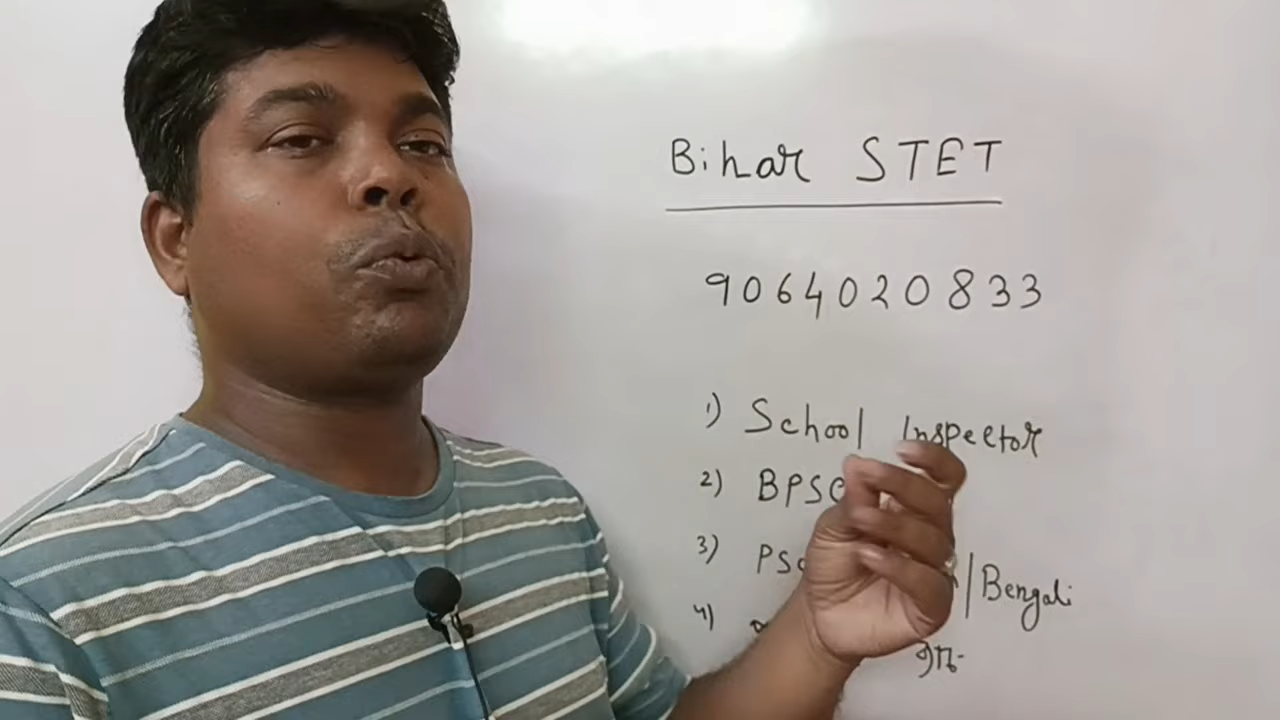 Bihar STET
9064020833
1) School Inspector
2) BPSC
3) PSC /Bengali
4)